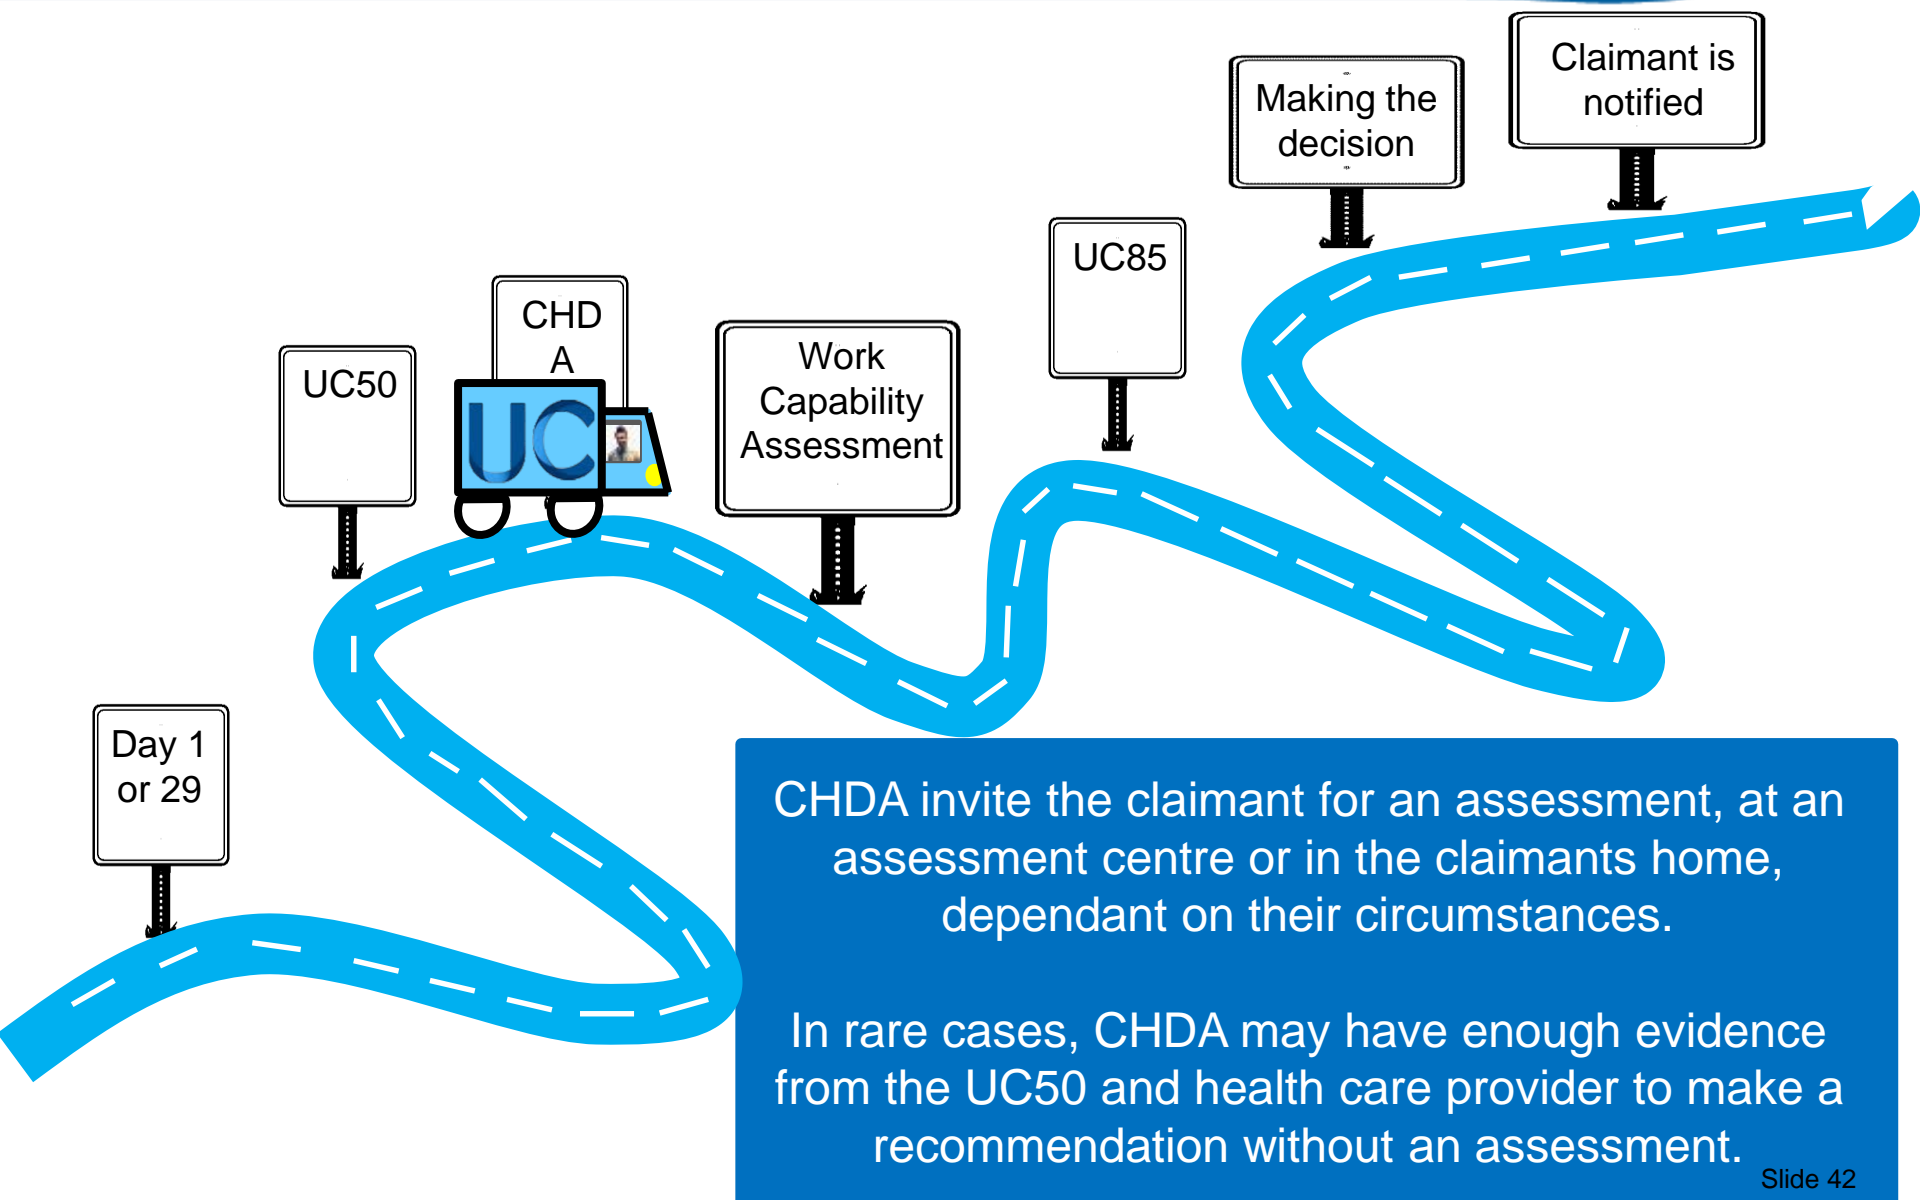 Claimant is
notified
Making the
decision
UC85
CHD
A
UC50
Work
Capability
Assessment
UC
Day 1
or 29
CHDA invite the claimant for an assessment, at an
assessment centre or in the claimants home,
dependant on their circumstances.
In rare cases, CHDA may have enough evidence
from the UC50 and health care provider to make a
recommendation without an assessment.
Slide 42